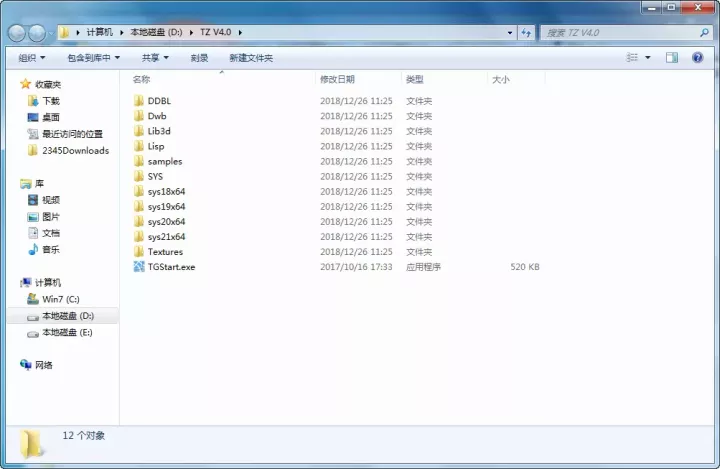 计算机 ▸ 本地磁盘 (D:) ▸ TZ V4.0 ▸
搜索 TZ V4.0
组织 包含到库中 共享 刻录 新建文件夹
名称 修改日期 类型 大小
收藏夹
下载
桌面
最近访问的位置
2345Downloads
库
视频
图片
文档
音乐
计算机
Win7 (C:)
本地磁盘 (D:)
本地磁盘 (E:)
网络
DDBL 2018/12/26 11:25 文件夹
Dwb 2018/12/26 11:25 文件夹
Lib3d 2018/12/26 11:25 文件夹
Lisp 2018/12/26 11:25 文件夹
samples 2018/12/26 11:25 文件夹
SYS 2018/12/26 11:25 文件夹
sys18x64 2018/12/26 11:25 文件夹
sys19x64 2018/12/26 11:25 文件夹
sys20x64 2018/12/26 11:25 文件夹
sys21x64 2018/12/26 11:25 文件夹
Textures 2018/12/26 11:25 文件夹
TGStart.exe 2017/10/16 17:33 应用程序 520 KB
12 个对象